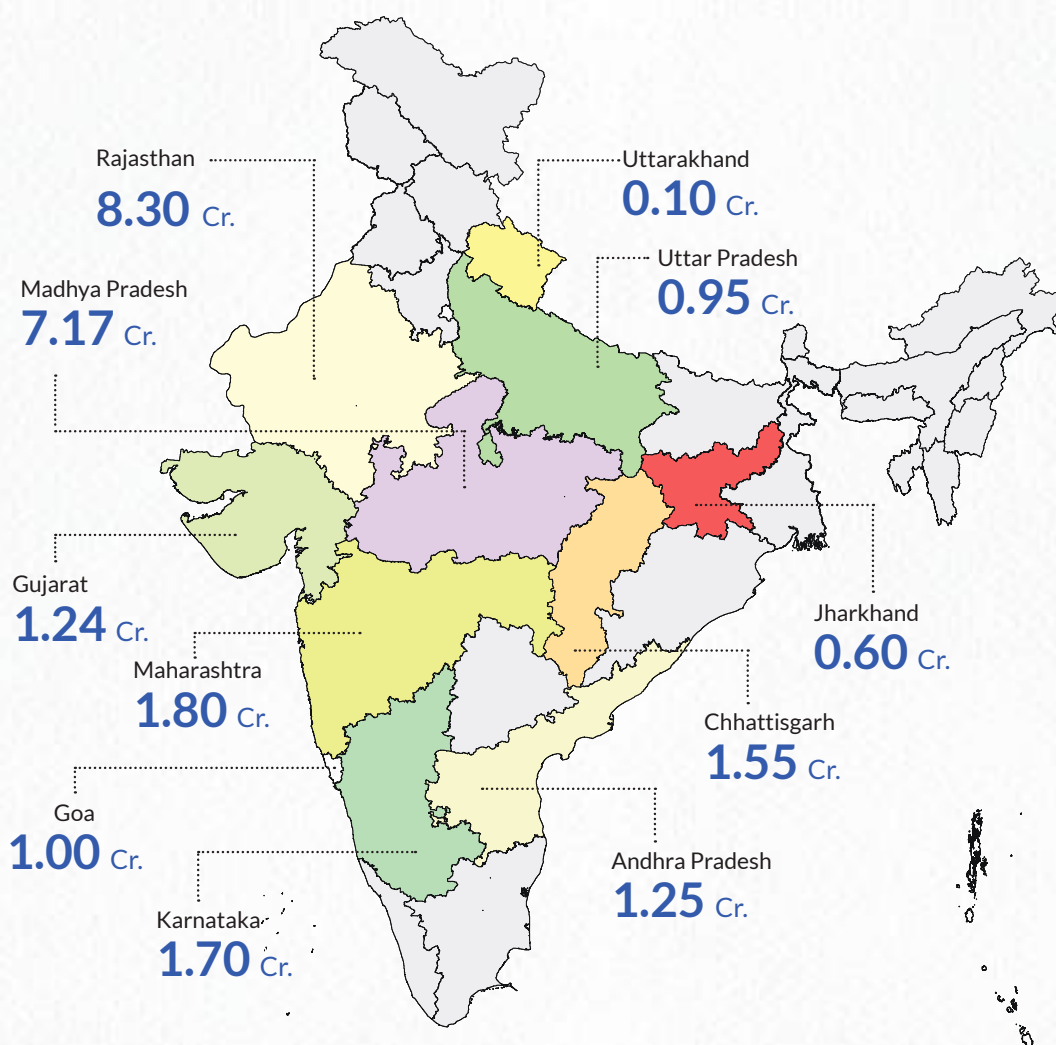 Rajasthan
8.30 Cr.
Uttarakhand
0.10 Cr.
Uttar Pradesh
0.95 Cr.
Madhya Pradesh
7.17 Cr.
Gujarat
1.24 Cr.
Jharkhand
0.60 Cr.
Maharashtra
1.80 Cr.
Chhattisgarh
1.55 Cr.
Goa
1.00 Cr.
Andhra Pradesh
1.25 Cr.
Karnataka
1.70 Cr.